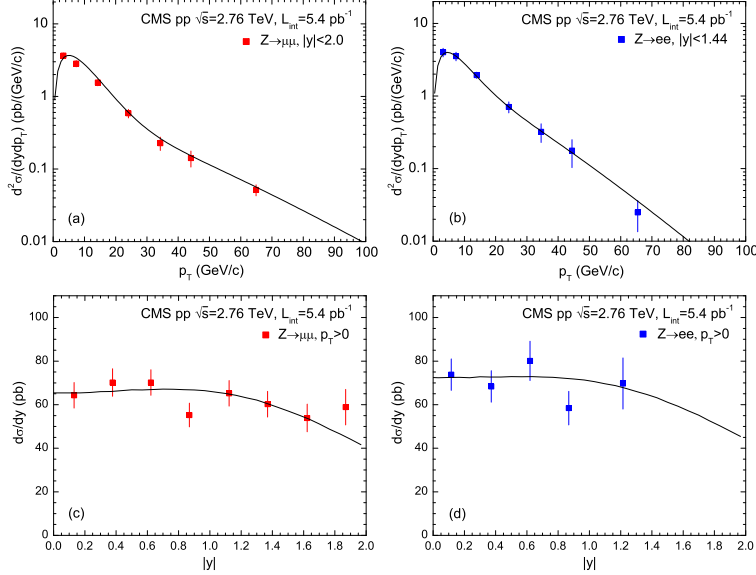 (a)
CMS pp √s=2.76 TeV, L_int=5.4 pb⁻¹
Z→μμ, |y|<2.0
d²σ/(dydp_T) (pb/(GeV/c))
10
1
0.1
0.01
0 10 20 30 40 50 60 70 80 90 100
p_T (GeV/c)
(b)
CMS pp √s=2.76 TeV, L_int=5.4 pb⁻¹
Z→ee, |y|<1.44
d²σ/(dydp_T) (pb/(GeV/c))
10
1
0.1
0.01
0 10 20 30 40 50 60 70 80 90 100
p_T (GeV/c)
(c)
CMS pp √s=2.76 TeV, L_int=5.4 pb⁻¹
Z→μμ, p_T>0
dσ/dy (pb)
100
80
60
40
20
0
0.0 0.2 0.4 0.6 0.8 1.0 1.2 1.4 1.6 1.8 2.0
|y|
(d)
CMS pp √s=2.76 TeV, L_int=5.4 pb⁻¹
Z→ee, p_T>0
dσ/dy (pb)
100
80
60
40
20
0
0.0 0.2 0.4 0.6 0.8 1.0 1.2 1.4 1.6 1.8 2.0
|y|